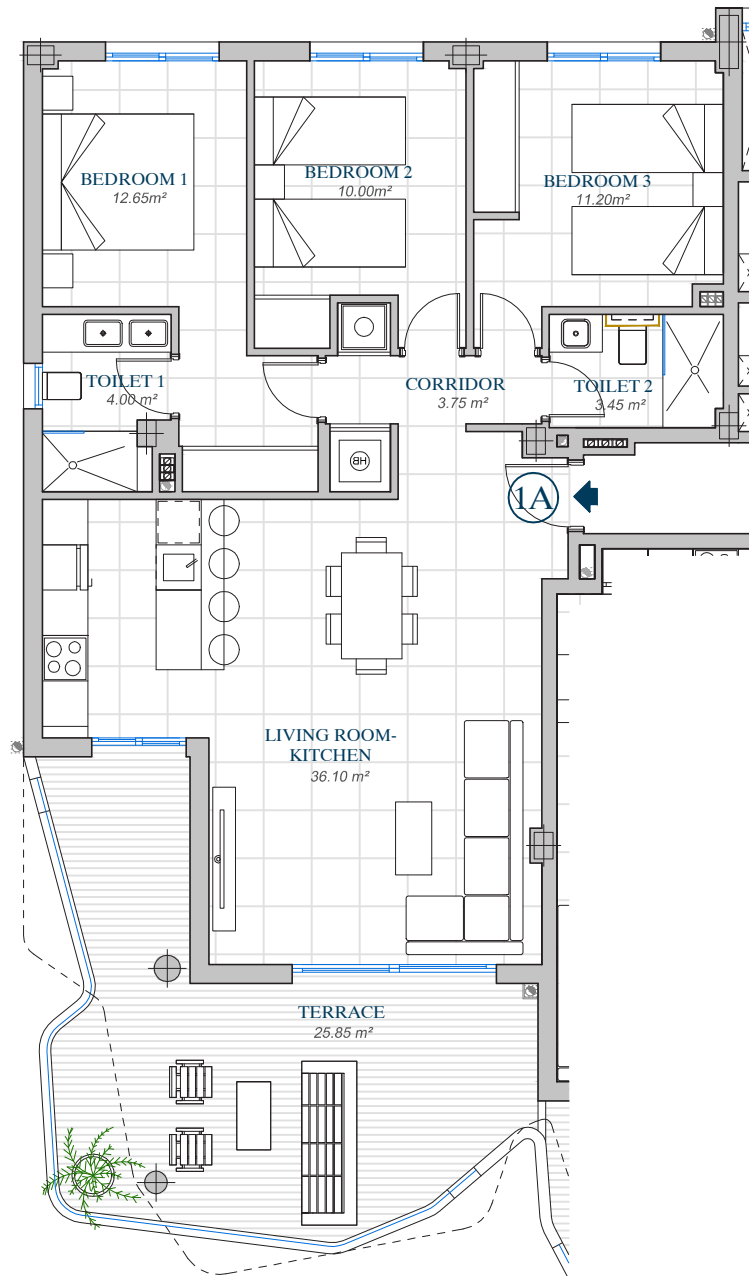 BEDROOM 1
12.65m²
BEDROOM 2
10.00m²
BEDROOM 3
11.20m²
TOILET 1
4.00 m²
CORRIDOR
3.75 m²
TOILET 2
3.45 m²
HB
1A
LIVING ROOM-
KITCHEN
36.10 m²
TERRACE
25.85 m²